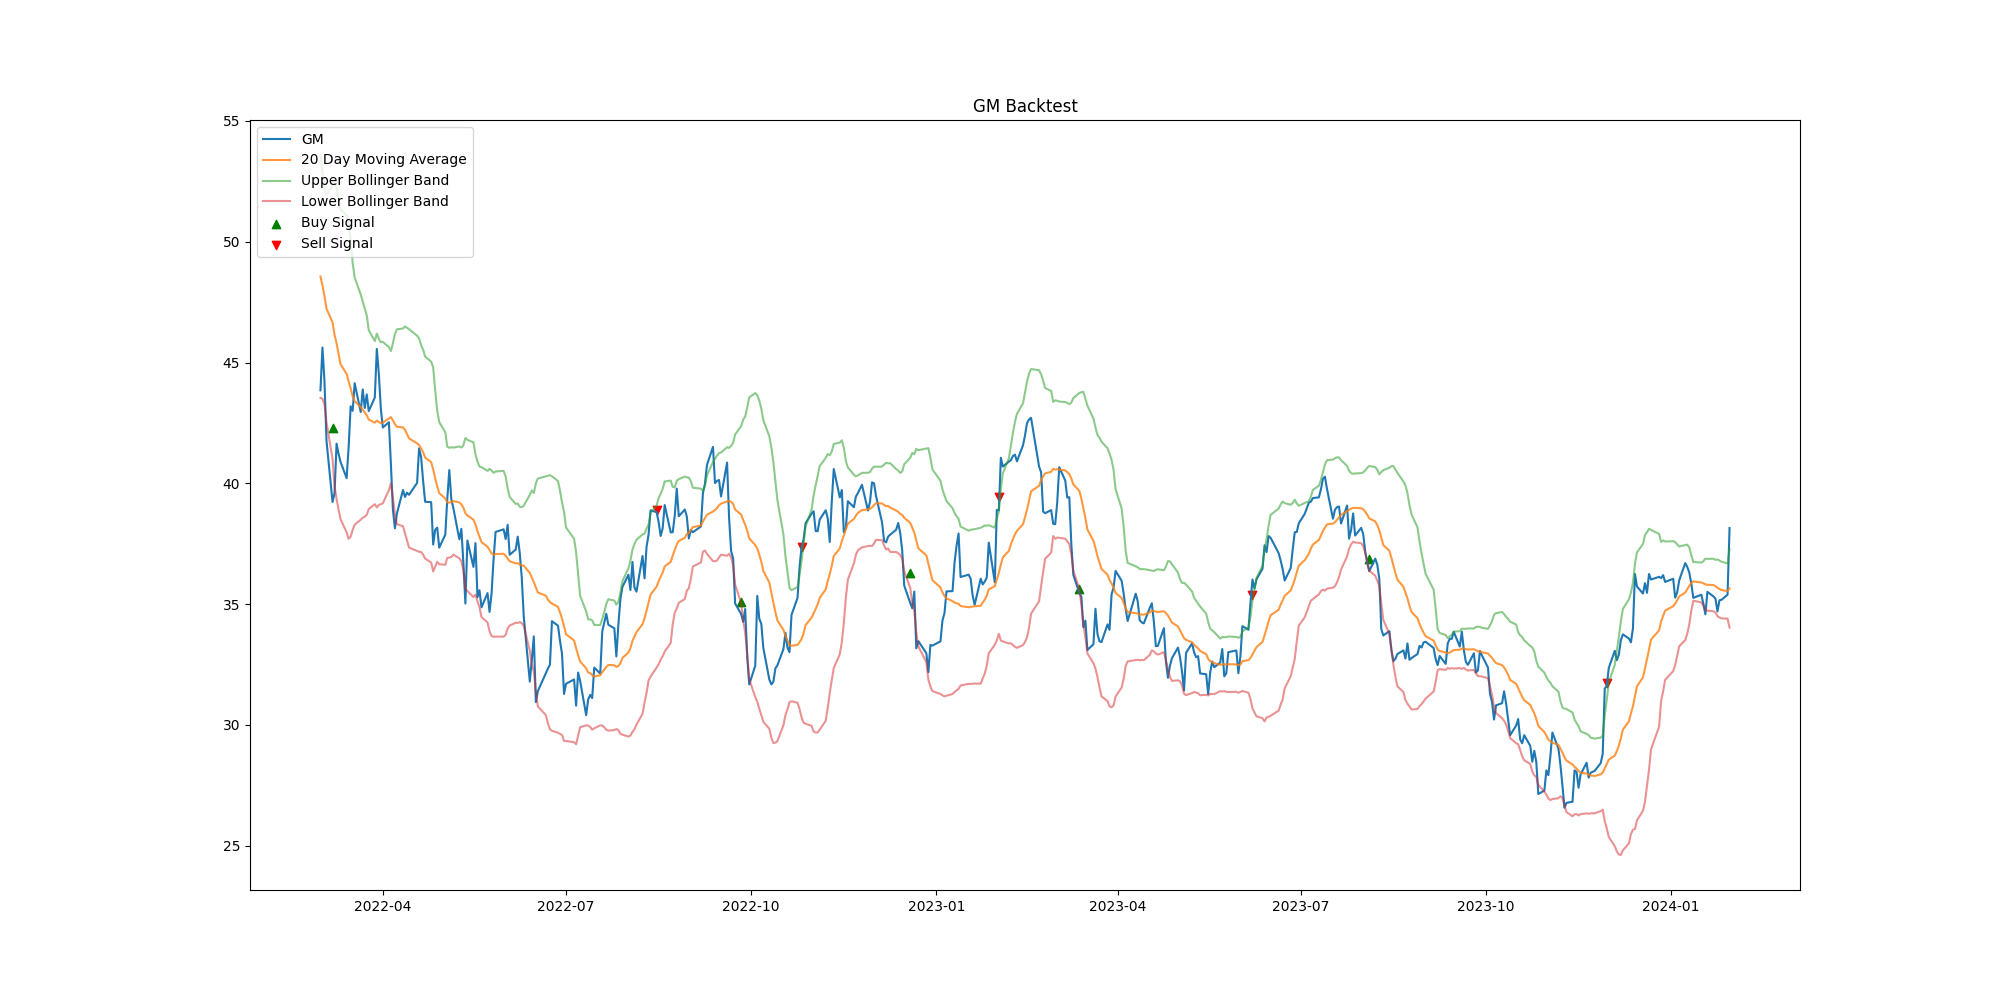 GM Backtest
GM
20 Day Moving Average
Upper Bollinger Band
Lower Bollinger Band
Buy Signal
Sell Signal
55
50
45
40
35
30
25
2022-04
2022-07
2022-10
2023-01
2023-04
2023-07
2023-10
2024-01